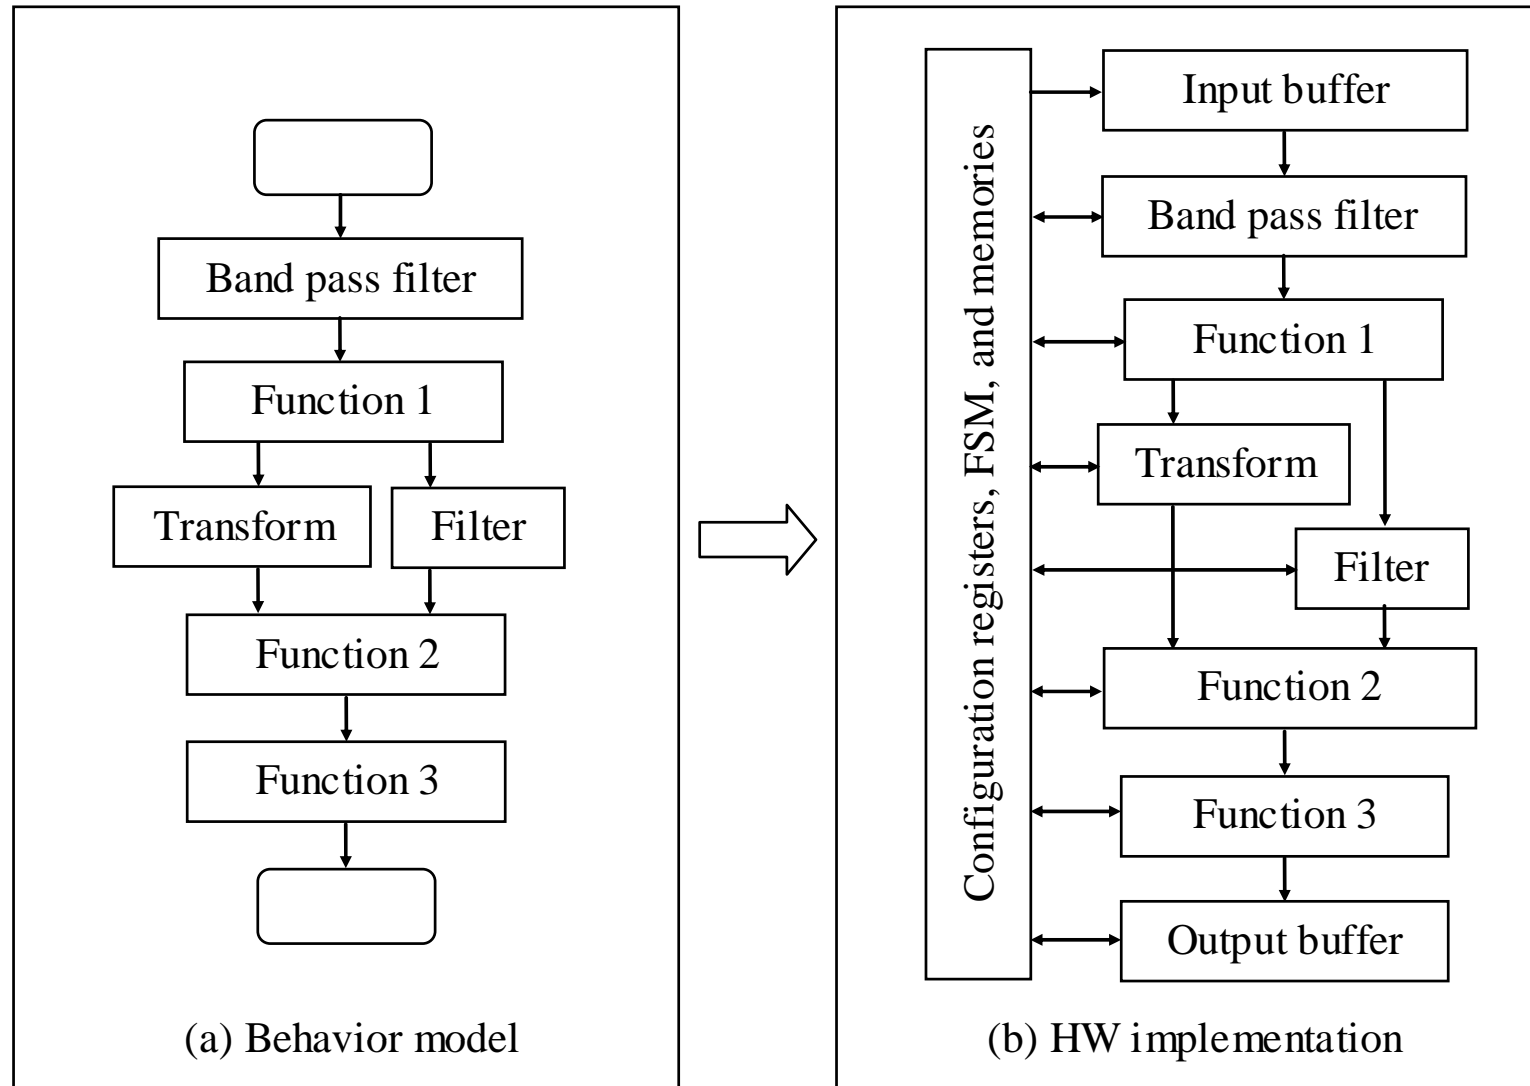 Band pass filter
Function 1
Transform
Filter
Function 2
Function 3
(a) Behavior model
Configuration registers, FSM, and memories
Input buffer
Band pass filter
Function 1
Transform
Filter
Function 2
Function 3
Output buffer
(b) HW implementation